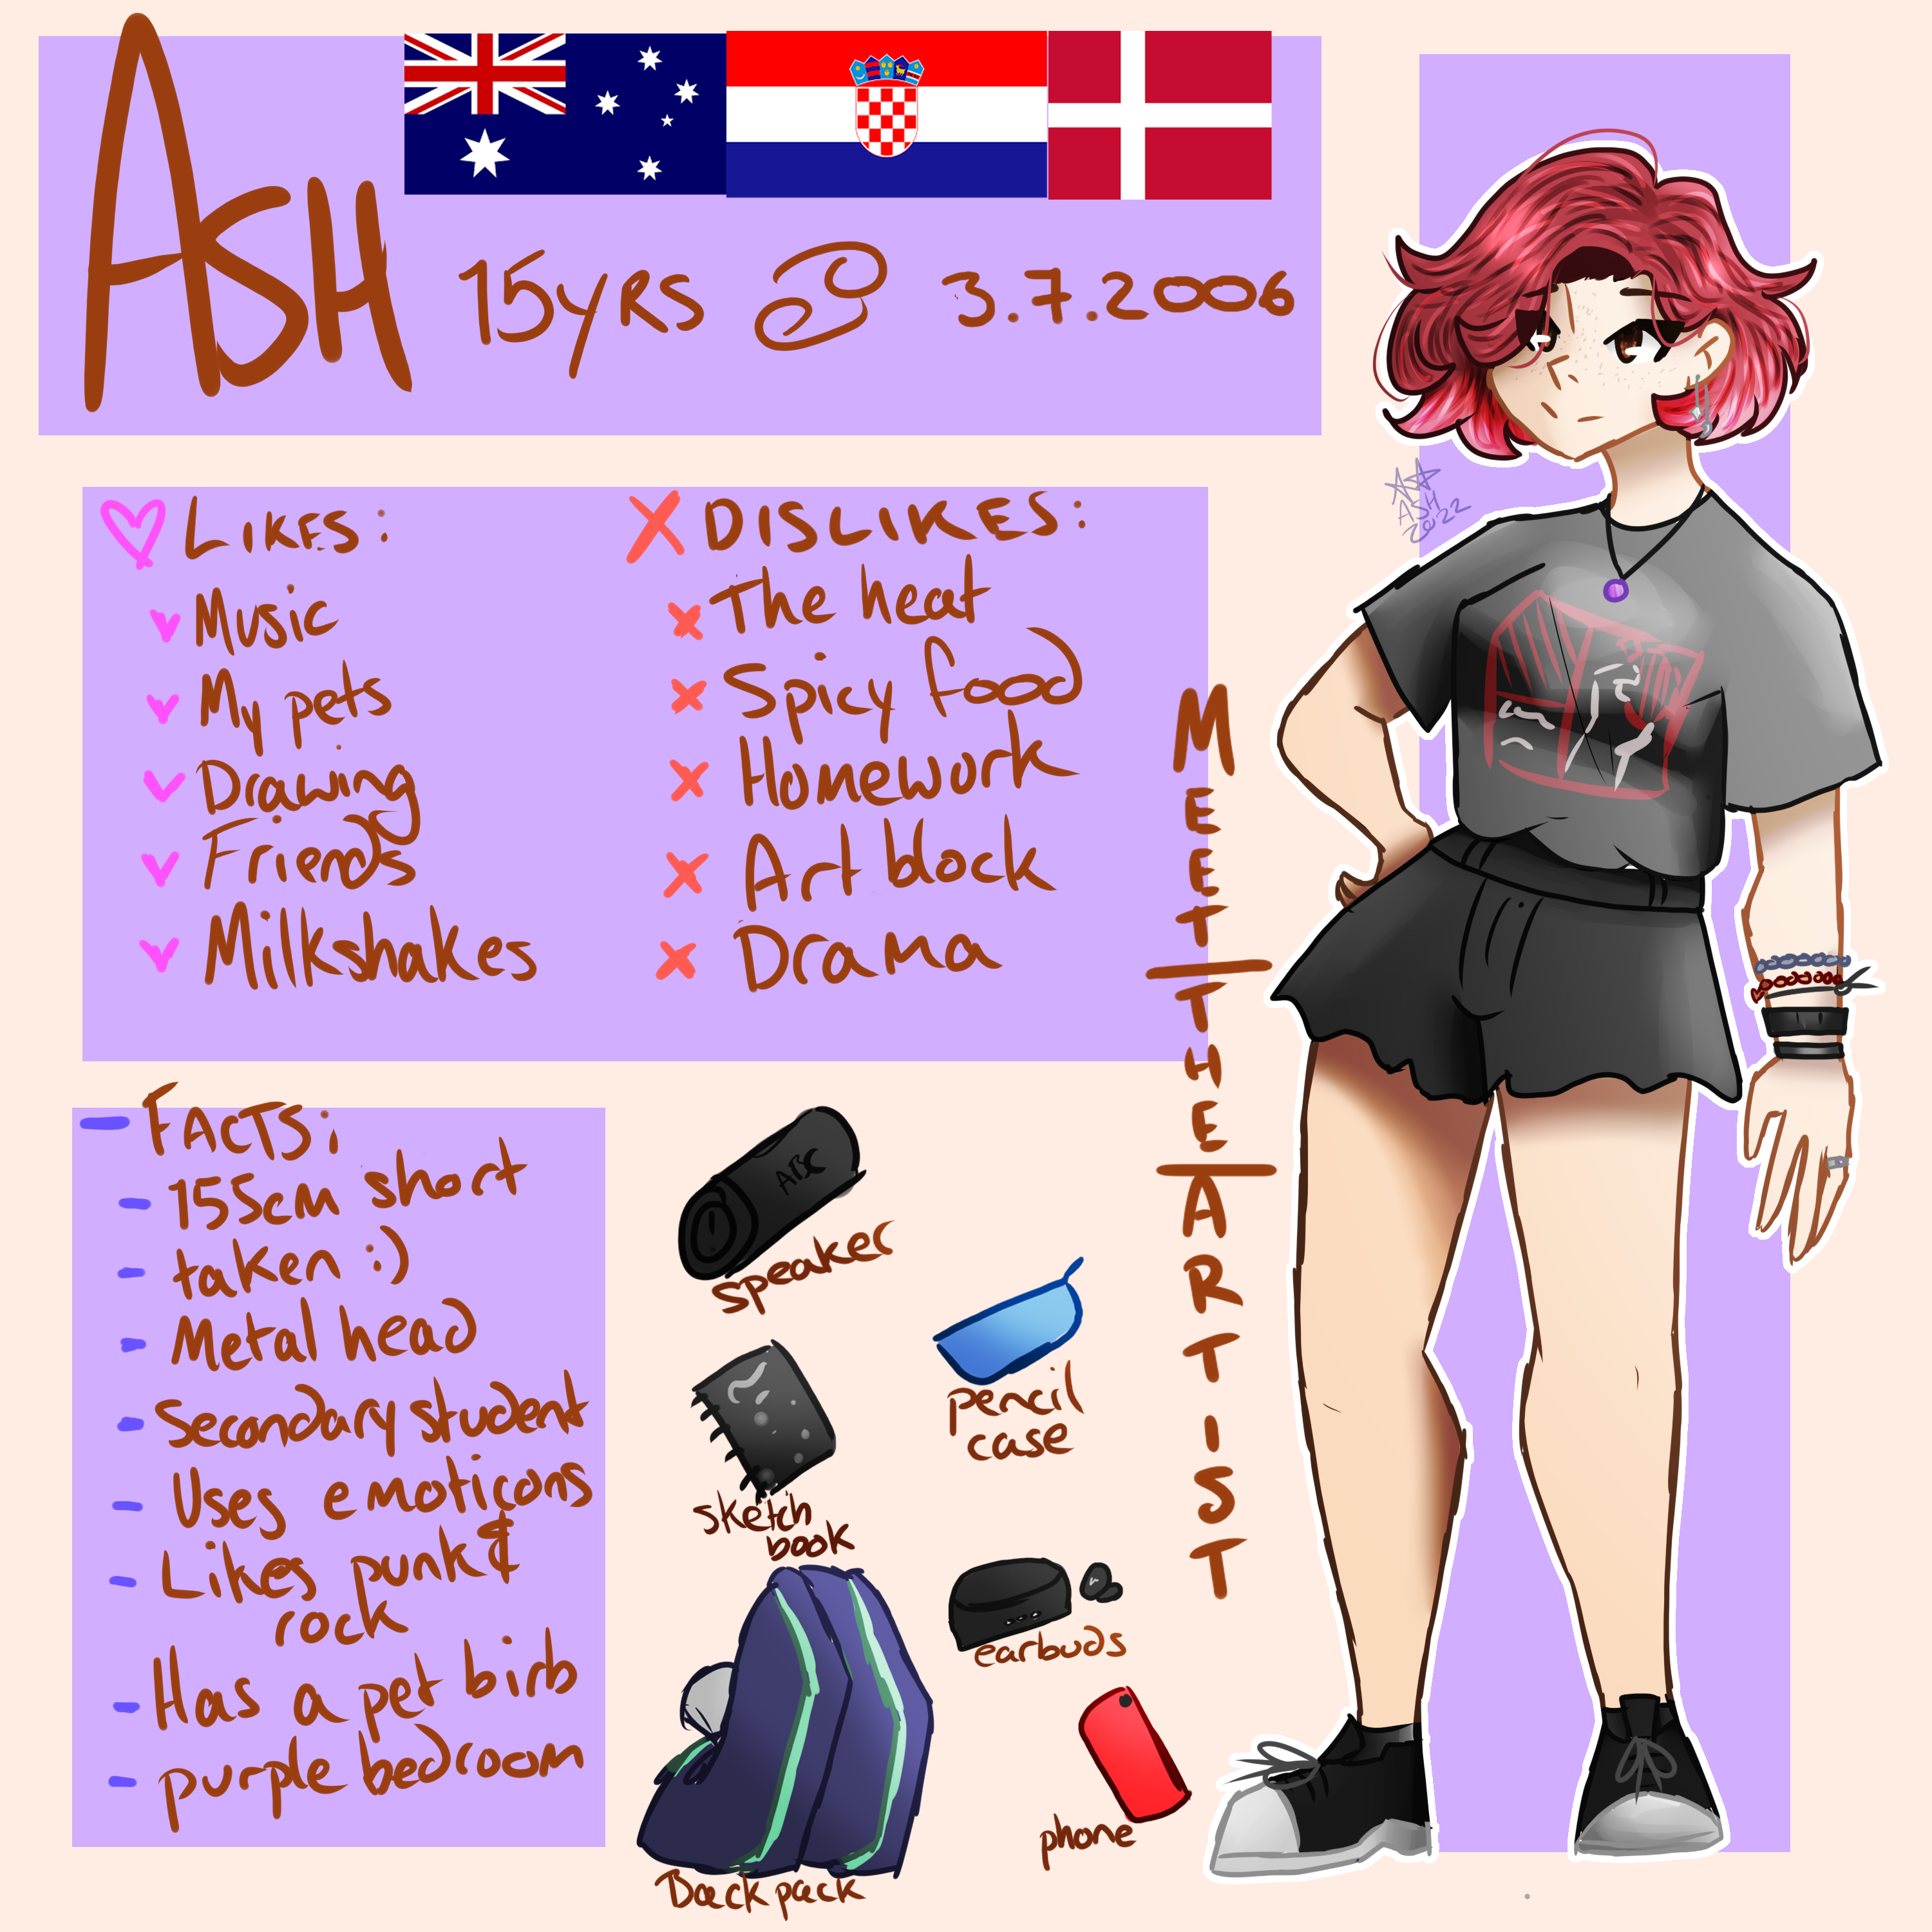 ASH
15yrs ♋ 3.7.2006
LIKES:
Music
My pets
Drawing
Friends
Milkshakes
DISLIKES:
The heat
Spicy food
Homework
Art block
Drama
MEET
THE
ARTIST
ASH
2022
- FACTS:
- 155cm short
- taken :)
- Metal head
- Secondary student
- Uses emoticons
- Likes punk &
rock
- Has a pet birb
- purple bedroom
ABC
speaker
pencil
case
sketch
book
earbuds
phone
Backpack